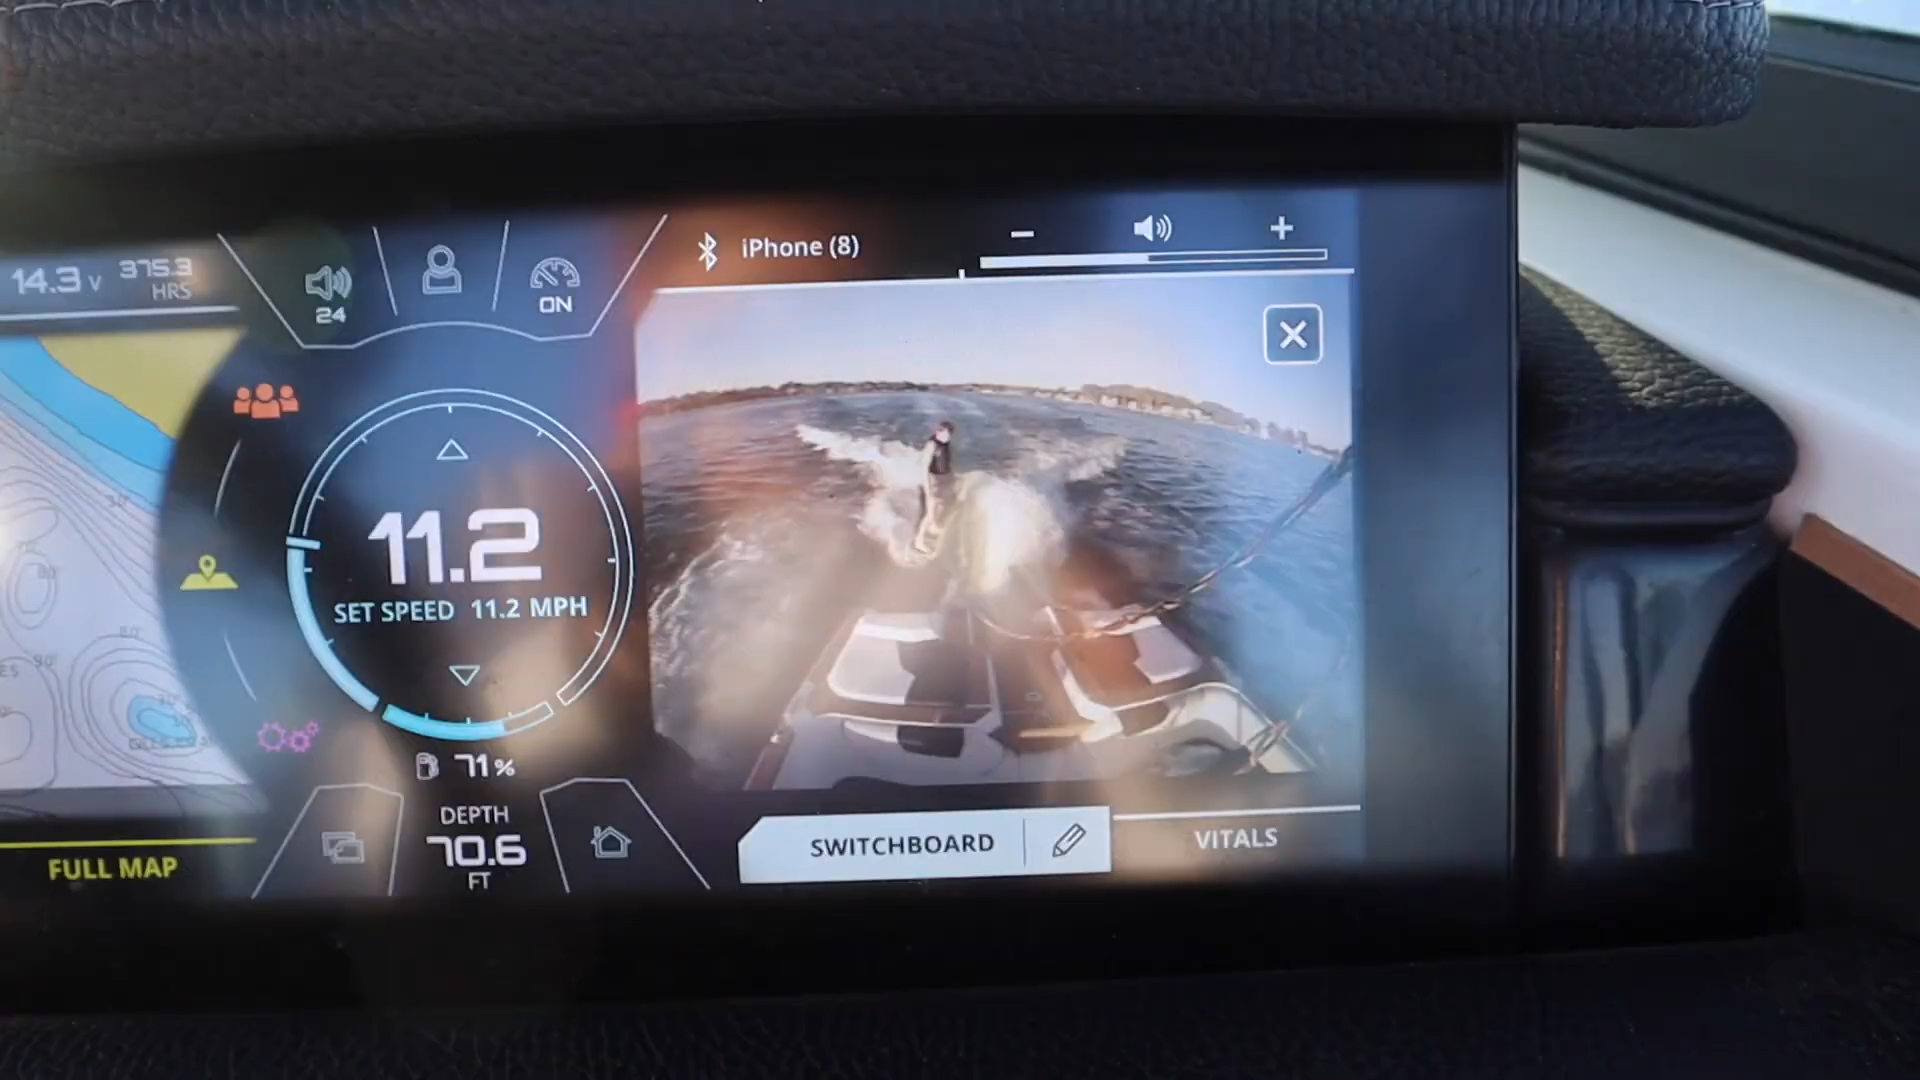 14.3 V
375.3
HRS
24
ON
iPhone (8)
11.2
SET SPEED 11.2 MPH
71%
DEPTH
70.6
FT
FULL MAP
SWITCHBOARD
VITALS